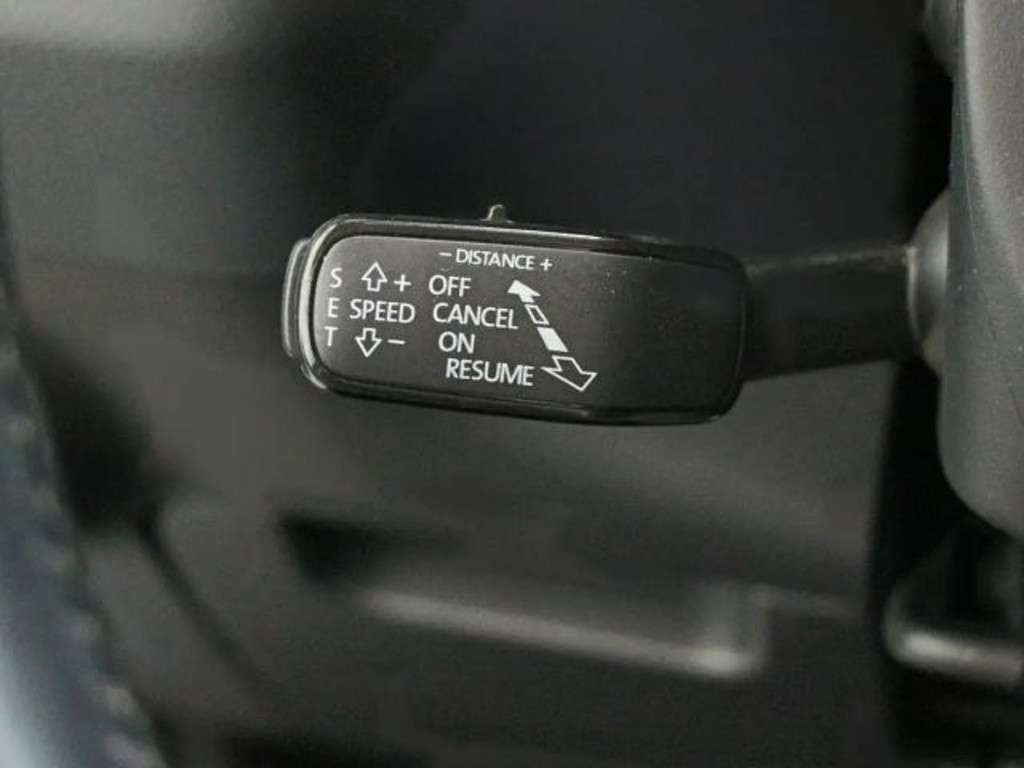 - DISTANCE +
S + OFF
E SPEED CANCEL
T - ON
RESUME